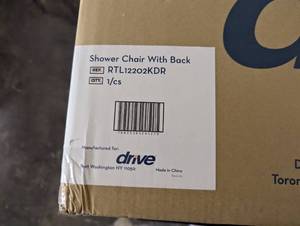 Shower Chair With Back
REF. RTL12202KDR
QTY. 1/cs
Manufactured for:
drive
Port Washington NY 11050
Made in China
D
Toron